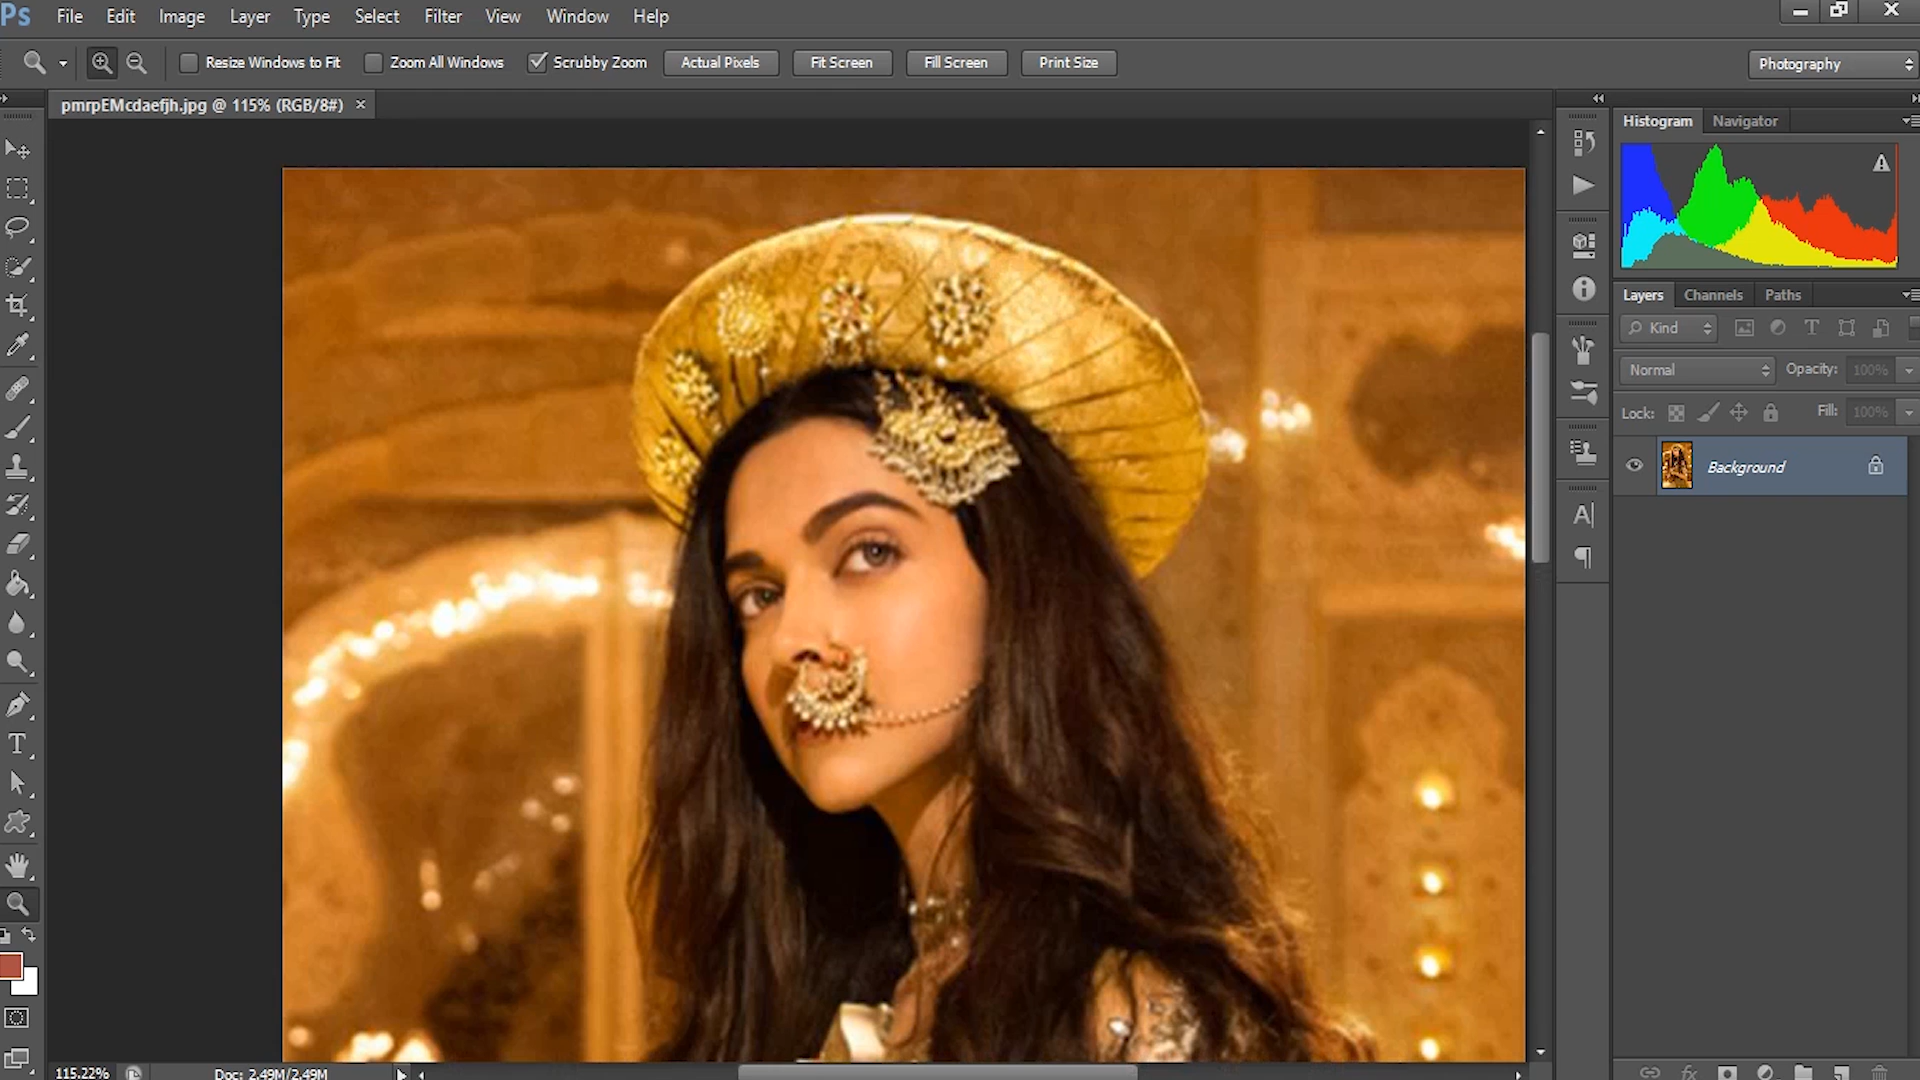 Ps File Edit Image Layer Type Select Filter View Window Help
Resize Windows to Fit Zoom All Windows Scrubby Zoom Actual Pixels Fit Screen Fill Screen Print Size Photography
pmrpEMcdaefjh.jpg @ 115% (RGB/8#) ×
Histogram Navigator
Layers Channels Paths
Kind
Normal Opacity: 100%
Lock: Fill: 100%
Background
115.22% Doc: 2.49M/2.49M